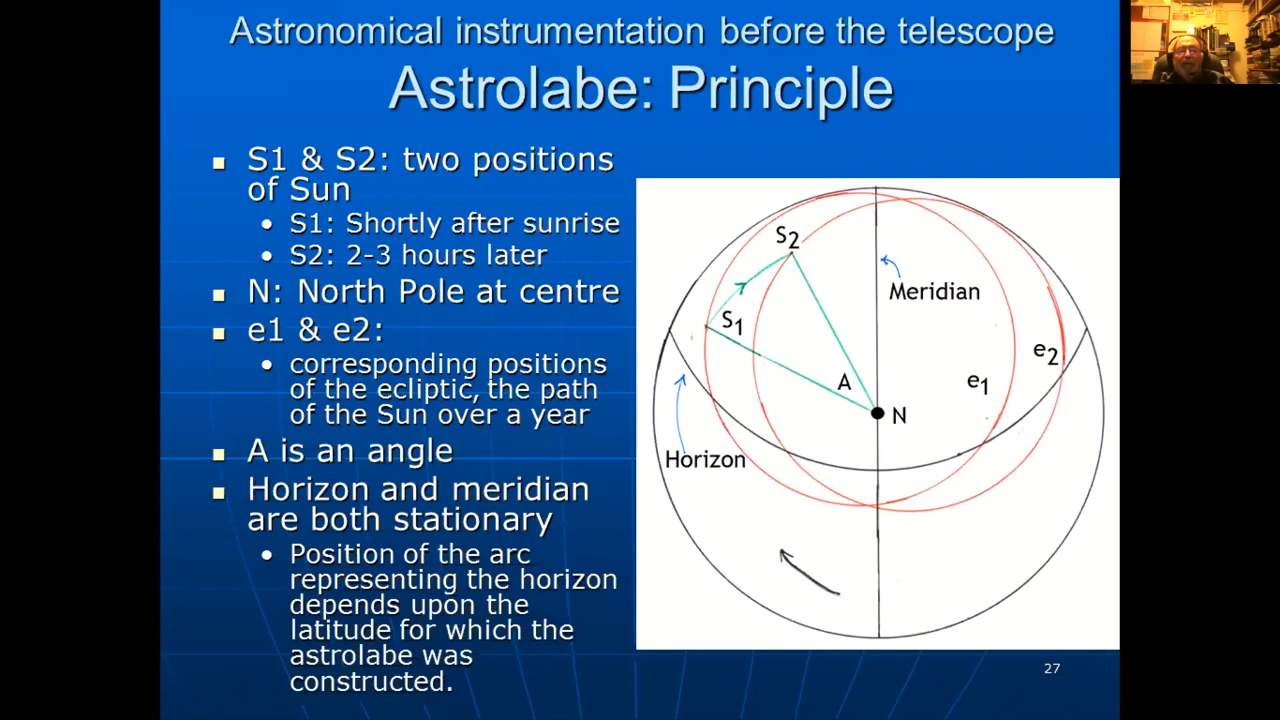 Astronomical instrumentation before the telescope
Astrolabe: Principle
S1 & S2: two positions
of Sun
S1: Shortly after sunrise
S2: 2-3 hours later
N: North Pole at centre
e1 & e2:
corresponding positions
of the ecliptic, the path
of the Sun over a year
A is an angle
Horizon and meridian
are both stationary
Position of the arc
representing the horizon
depends upon the
latitude for which the
astrolabe was
constructed.
S2
Meridian
S1
e2
A
e1
N
Horizon
27